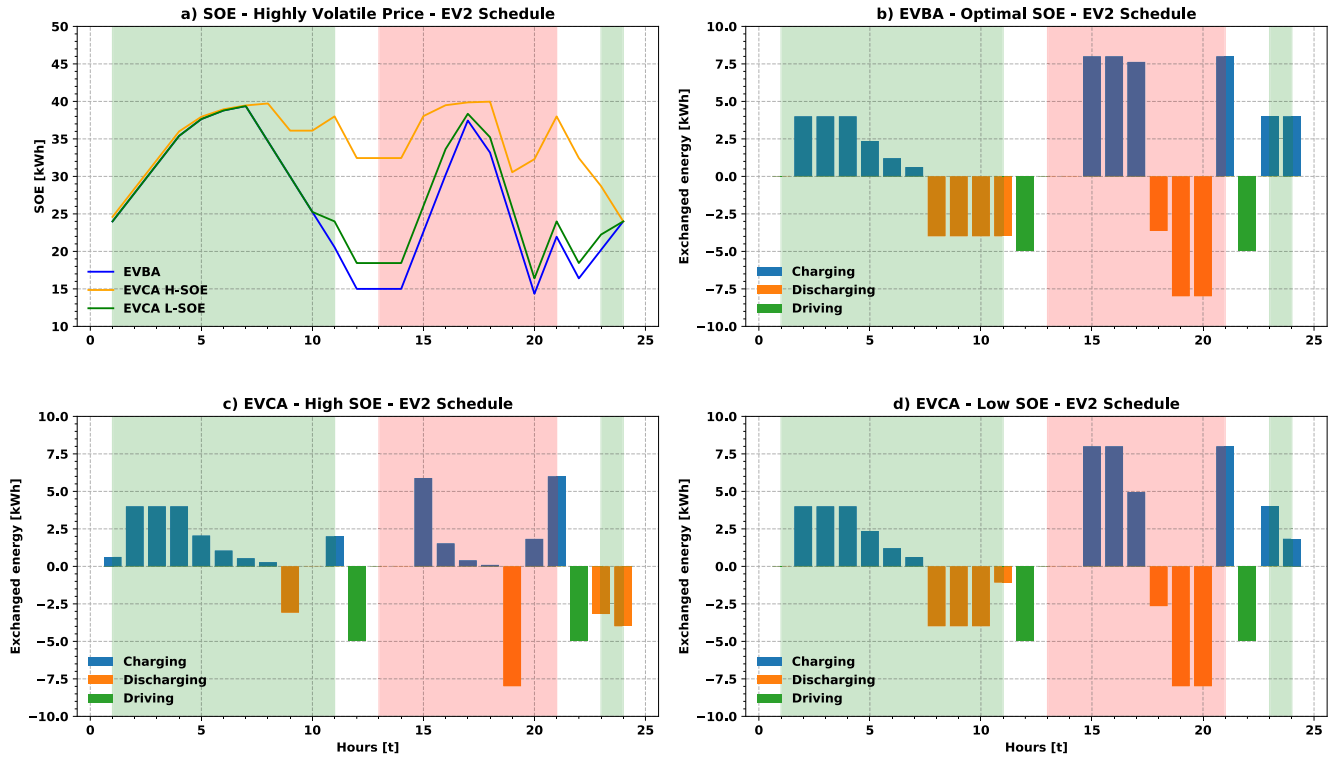 a) SOE - Highly Volatile Price - EV2 Schedule
50
45
40
35
30
25
20
15
10
SOE [kWh]
EVBA
EVCA H-SOE
EVCA L-SOE
0 5 10 15 20 25
b) EVBA - Optimal SOE - EV2 Schedule
10.0
7.5
5.0
2.5
0.0
−2.5
−5.0
−7.5
−10.0
Exchanged energy [kWh]
Charging
Discharging
Driving
0 5 10 15 20 25
c) EVCA - High SOE - EV2 Schedule
10.0
7.5
5.0
2.5
0.0
−2.5
−5.0
−7.5
−10.0
Exchanged energy [kWh]
Charging
Discharging
Driving
0 5 10 15 20 25
Hours [t]
d) EVCA - Low SOE - EV2 Schedule
10.0
7.5
5.0
2.5
0.0
−2.5
−5.0
−7.5
−10.0
Exchanged energy [kWh]
Charging
Discharging
Driving
0 5 10 15 20 25
Hours [t]